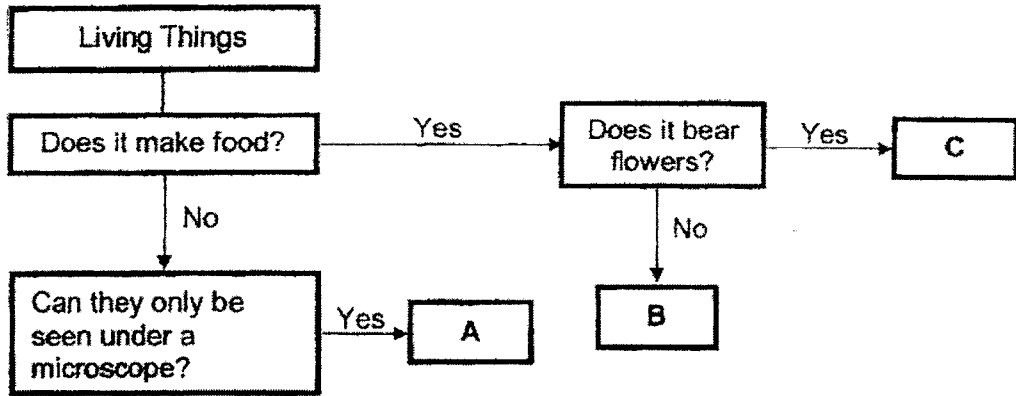 Living Things
Does it make food?
Yes
Does it bear
flowers?
Yes
C
No
No
Can they only be
seen under a
microscope?
Yes
A
B